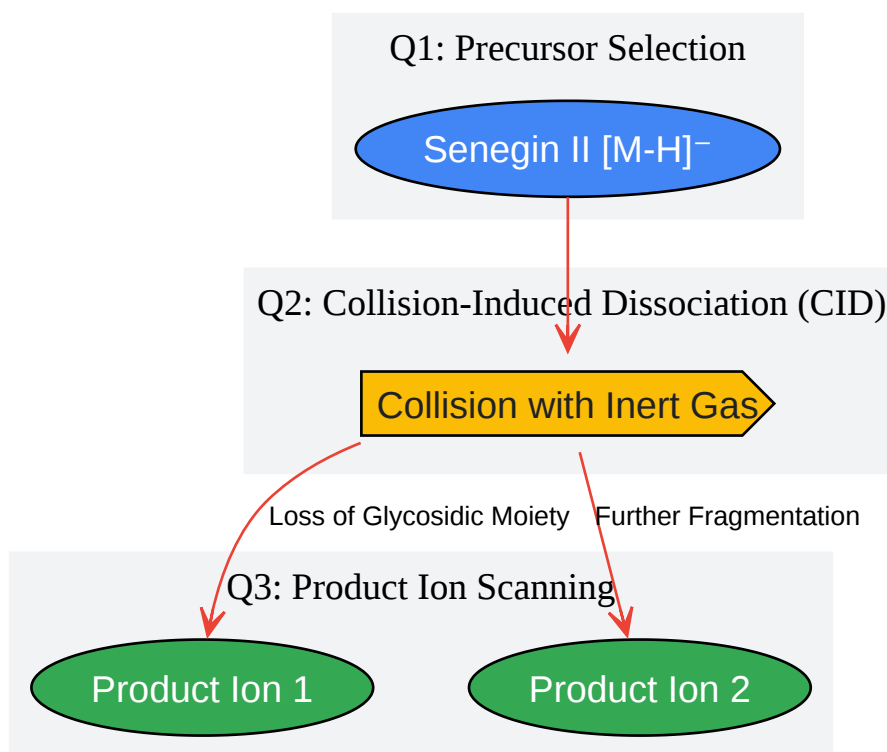 Q1: Precursor Selection
Senegin II [M-H]⁻
Q2: Collision-Induced Dissociation (CID)
Collision with Inert Gas
Loss of Glycosidic Moiety
Further Fragmentation
Q3: Product Ion Scanning
Product Ion 1
Product Ion 2